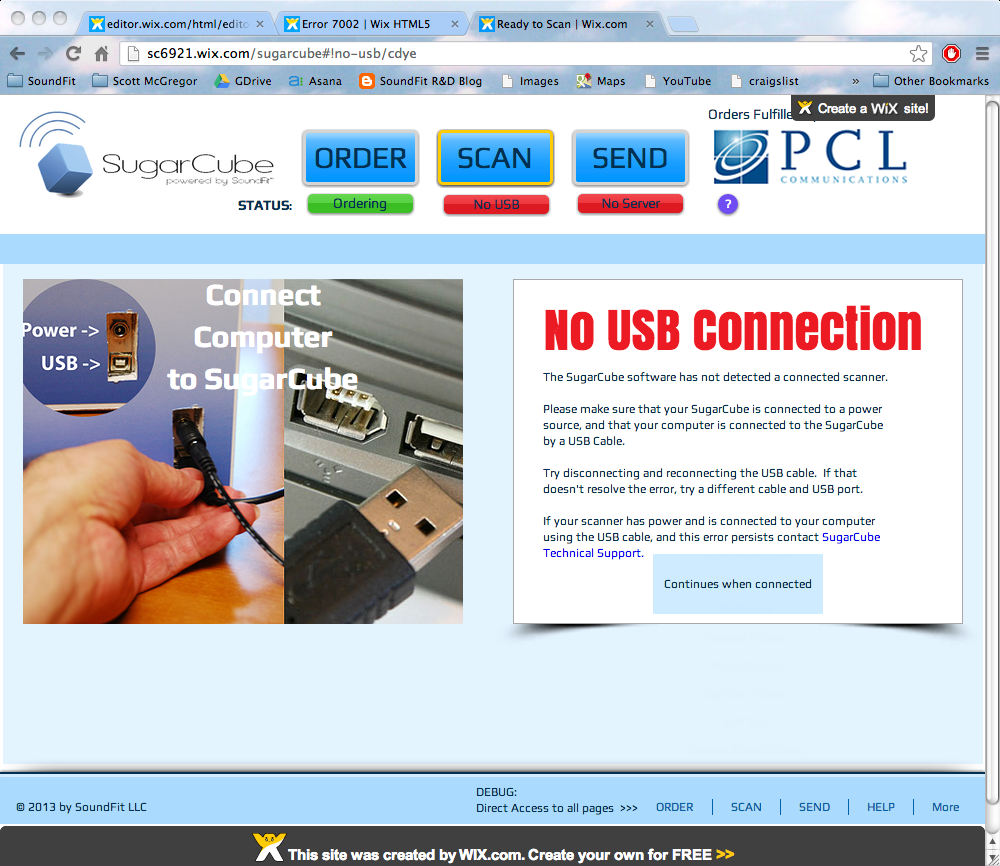 editor.wix.com/html/edito
Error 7002 | Wix HTML5
Ready to Scan | Wix.com
sc6921.wix.com/sugarcube#!no-usb/cdye
SoundFit
Scott McGregor
GDrive
Asana
SoundFit R&D Blog
Images
Maps
YouTube
craigslist
»
Other Bookmarks
Orders Fulfille
Create a WiX site!
SugarCube
powered by SoundFit
ORDER
SCAN
SEND
PCL
COMMUNICATIONS
STATUS:
Ordering
No USB
No Server
?
Connect
Computer
to SugarCube
Power ->
USB ->
No USB Connection
The SugarCube software has not detected a connected scanner.
Please make sure that your SugarCube is connected to a power
source, and that your computer is connected to the SugarCube
by a USB Cable.
Try disconnecting and reconnecting the USB cable.  If that
doesn't resolve the error, try a different cable and USB port.
If your scanner has power and is connected to your computer
using the USB cable, and this error persists contact SugarCube
Technical Support.
Continues when connected
© 2013 by SoundFit LLC
DEBUG:
Direct Access to all pages >>>
ORDER
SCAN
SEND
HELP
More
This site was created by WIX.com. Create your own for FREE >>